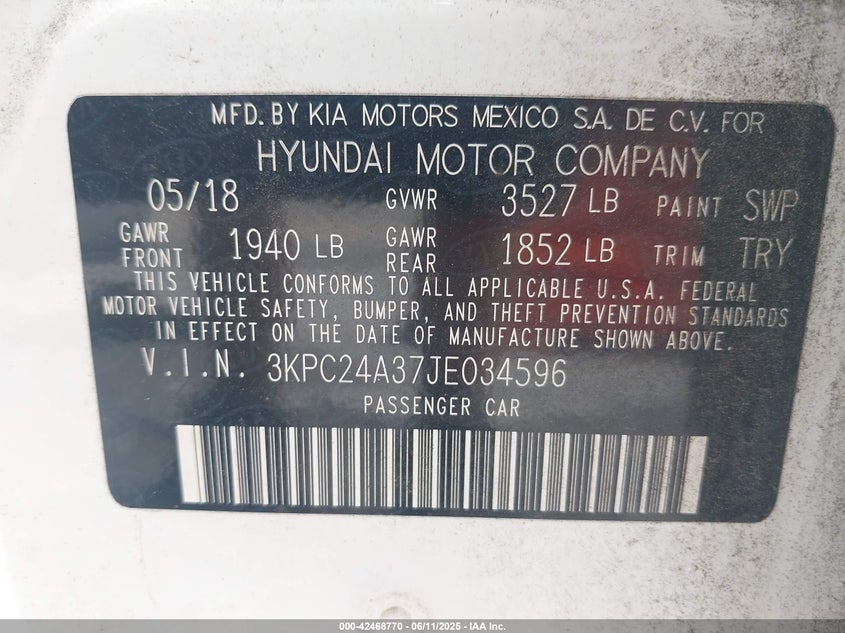 MFD. BY KIA MOTORS MEXICO S.A. DE C.V. FOR
HYUNDAI MOTOR COMPANY
05/18 GVWR 3527 LB PAINT SWP
GAWR FRONT 1940 LB GAWR REAR 1852 LB TRIM TRY
THIS VEHICLE CONFORMS TO ALL APPLICABLE U.S.A. FEDERAL
MOTOR VEHICLE SAFETY, BUMPER, AND THEFT PREVENTION STANDARDS
IN EFFECT ON THE DATE OF MANUFACTURE SHOWN ABOVE.
V.I.N. 3KPC24A37JE034596
PASSENGER CAR
000-42468770 - 06/11/2025 - IAA Inc.